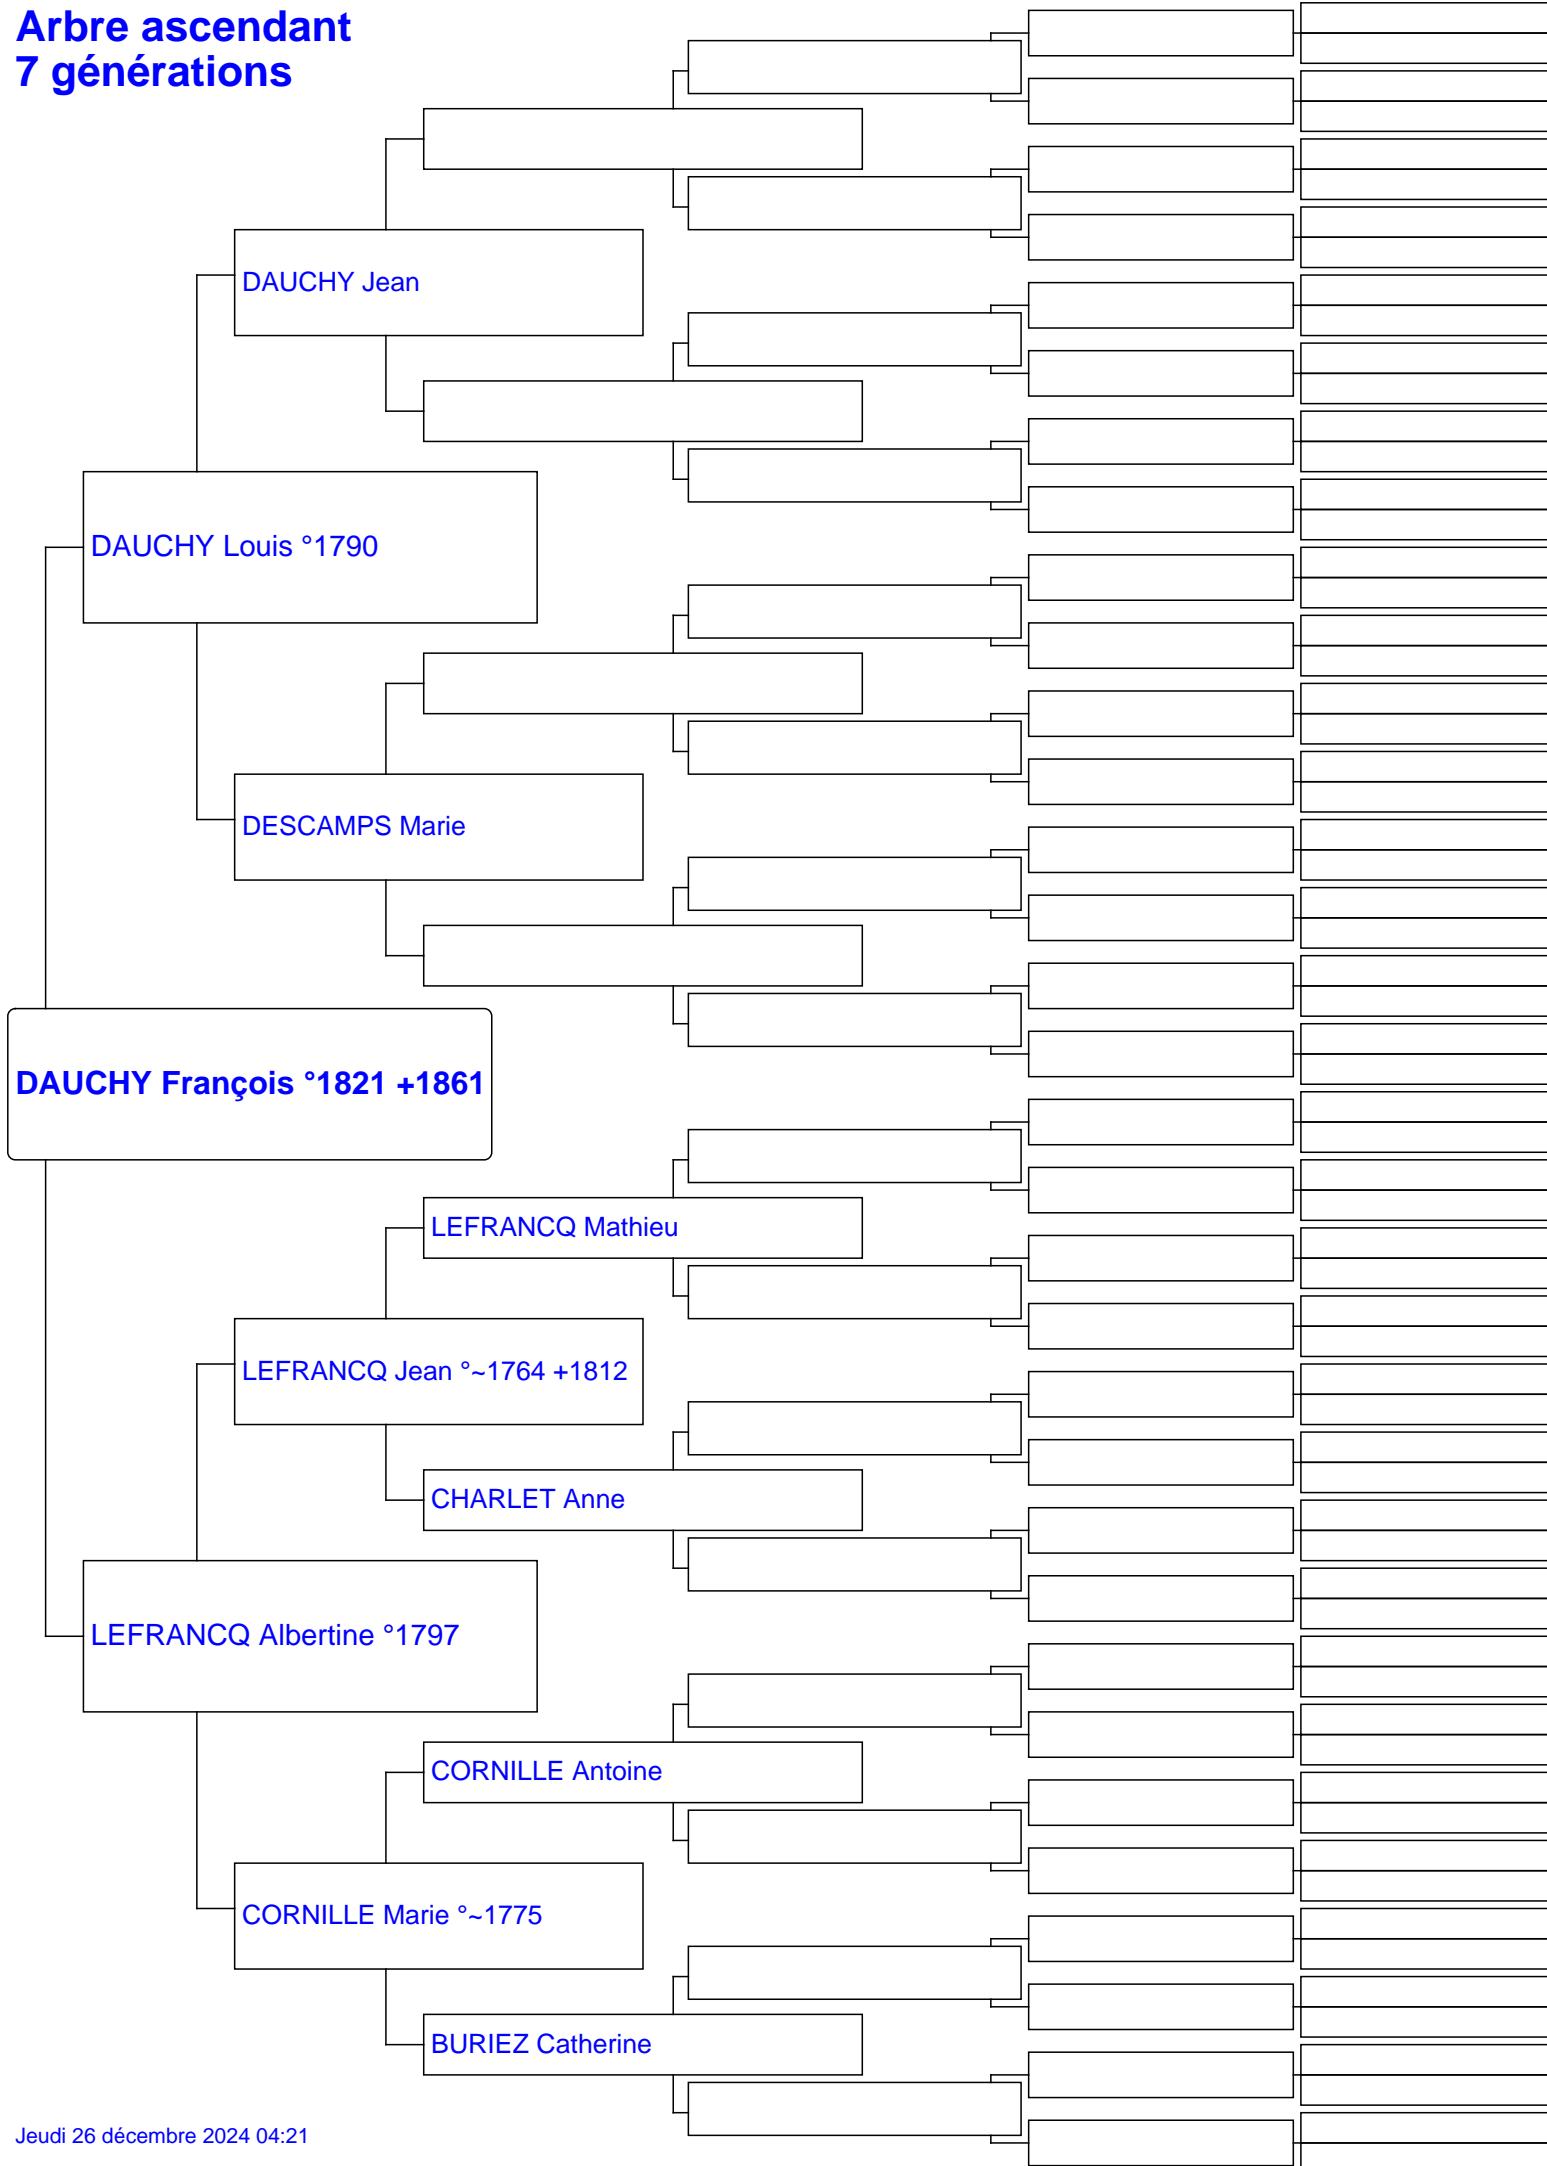 Arbre ascendant
7 générations
DAUCHY Jean
DAUCHY Louis °1790
DESCAMPS Marie
DAUCHY François °1821 +1861
LEFRANCQ Mathieu
LEFRANCQ Jean °~1764 +1812
CHARLET Anne
LEFRANCQ Albertine °1797
CORNILLE Antoine
CORNILLE Marie °~1775
BURIEZ Catherine
Jeudi 26 décembre 2024 04:21